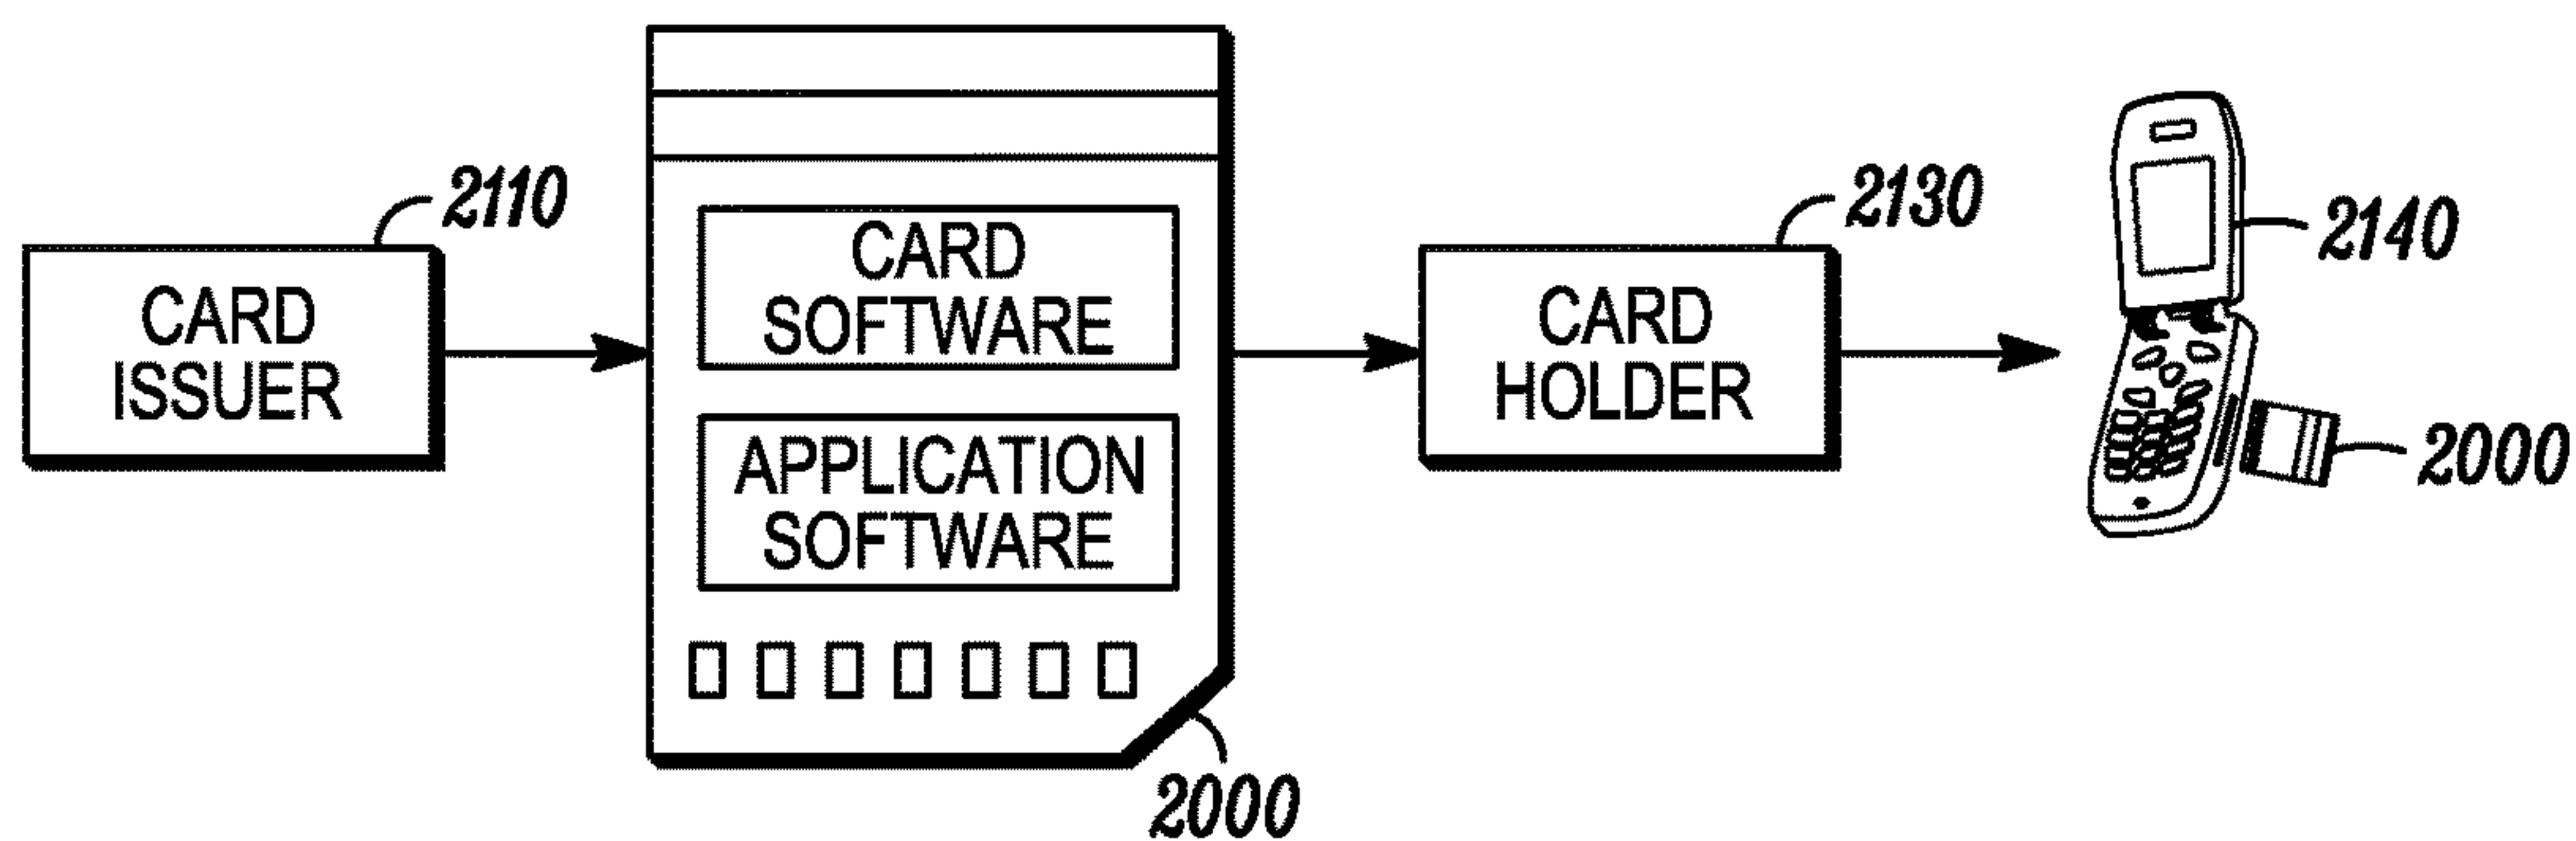 2110
CARD
ISSUER
CARD
SOFTWARE
APPLICATION
SOFTWARE
2000
2130
CARD
HOLDER
2140
2000